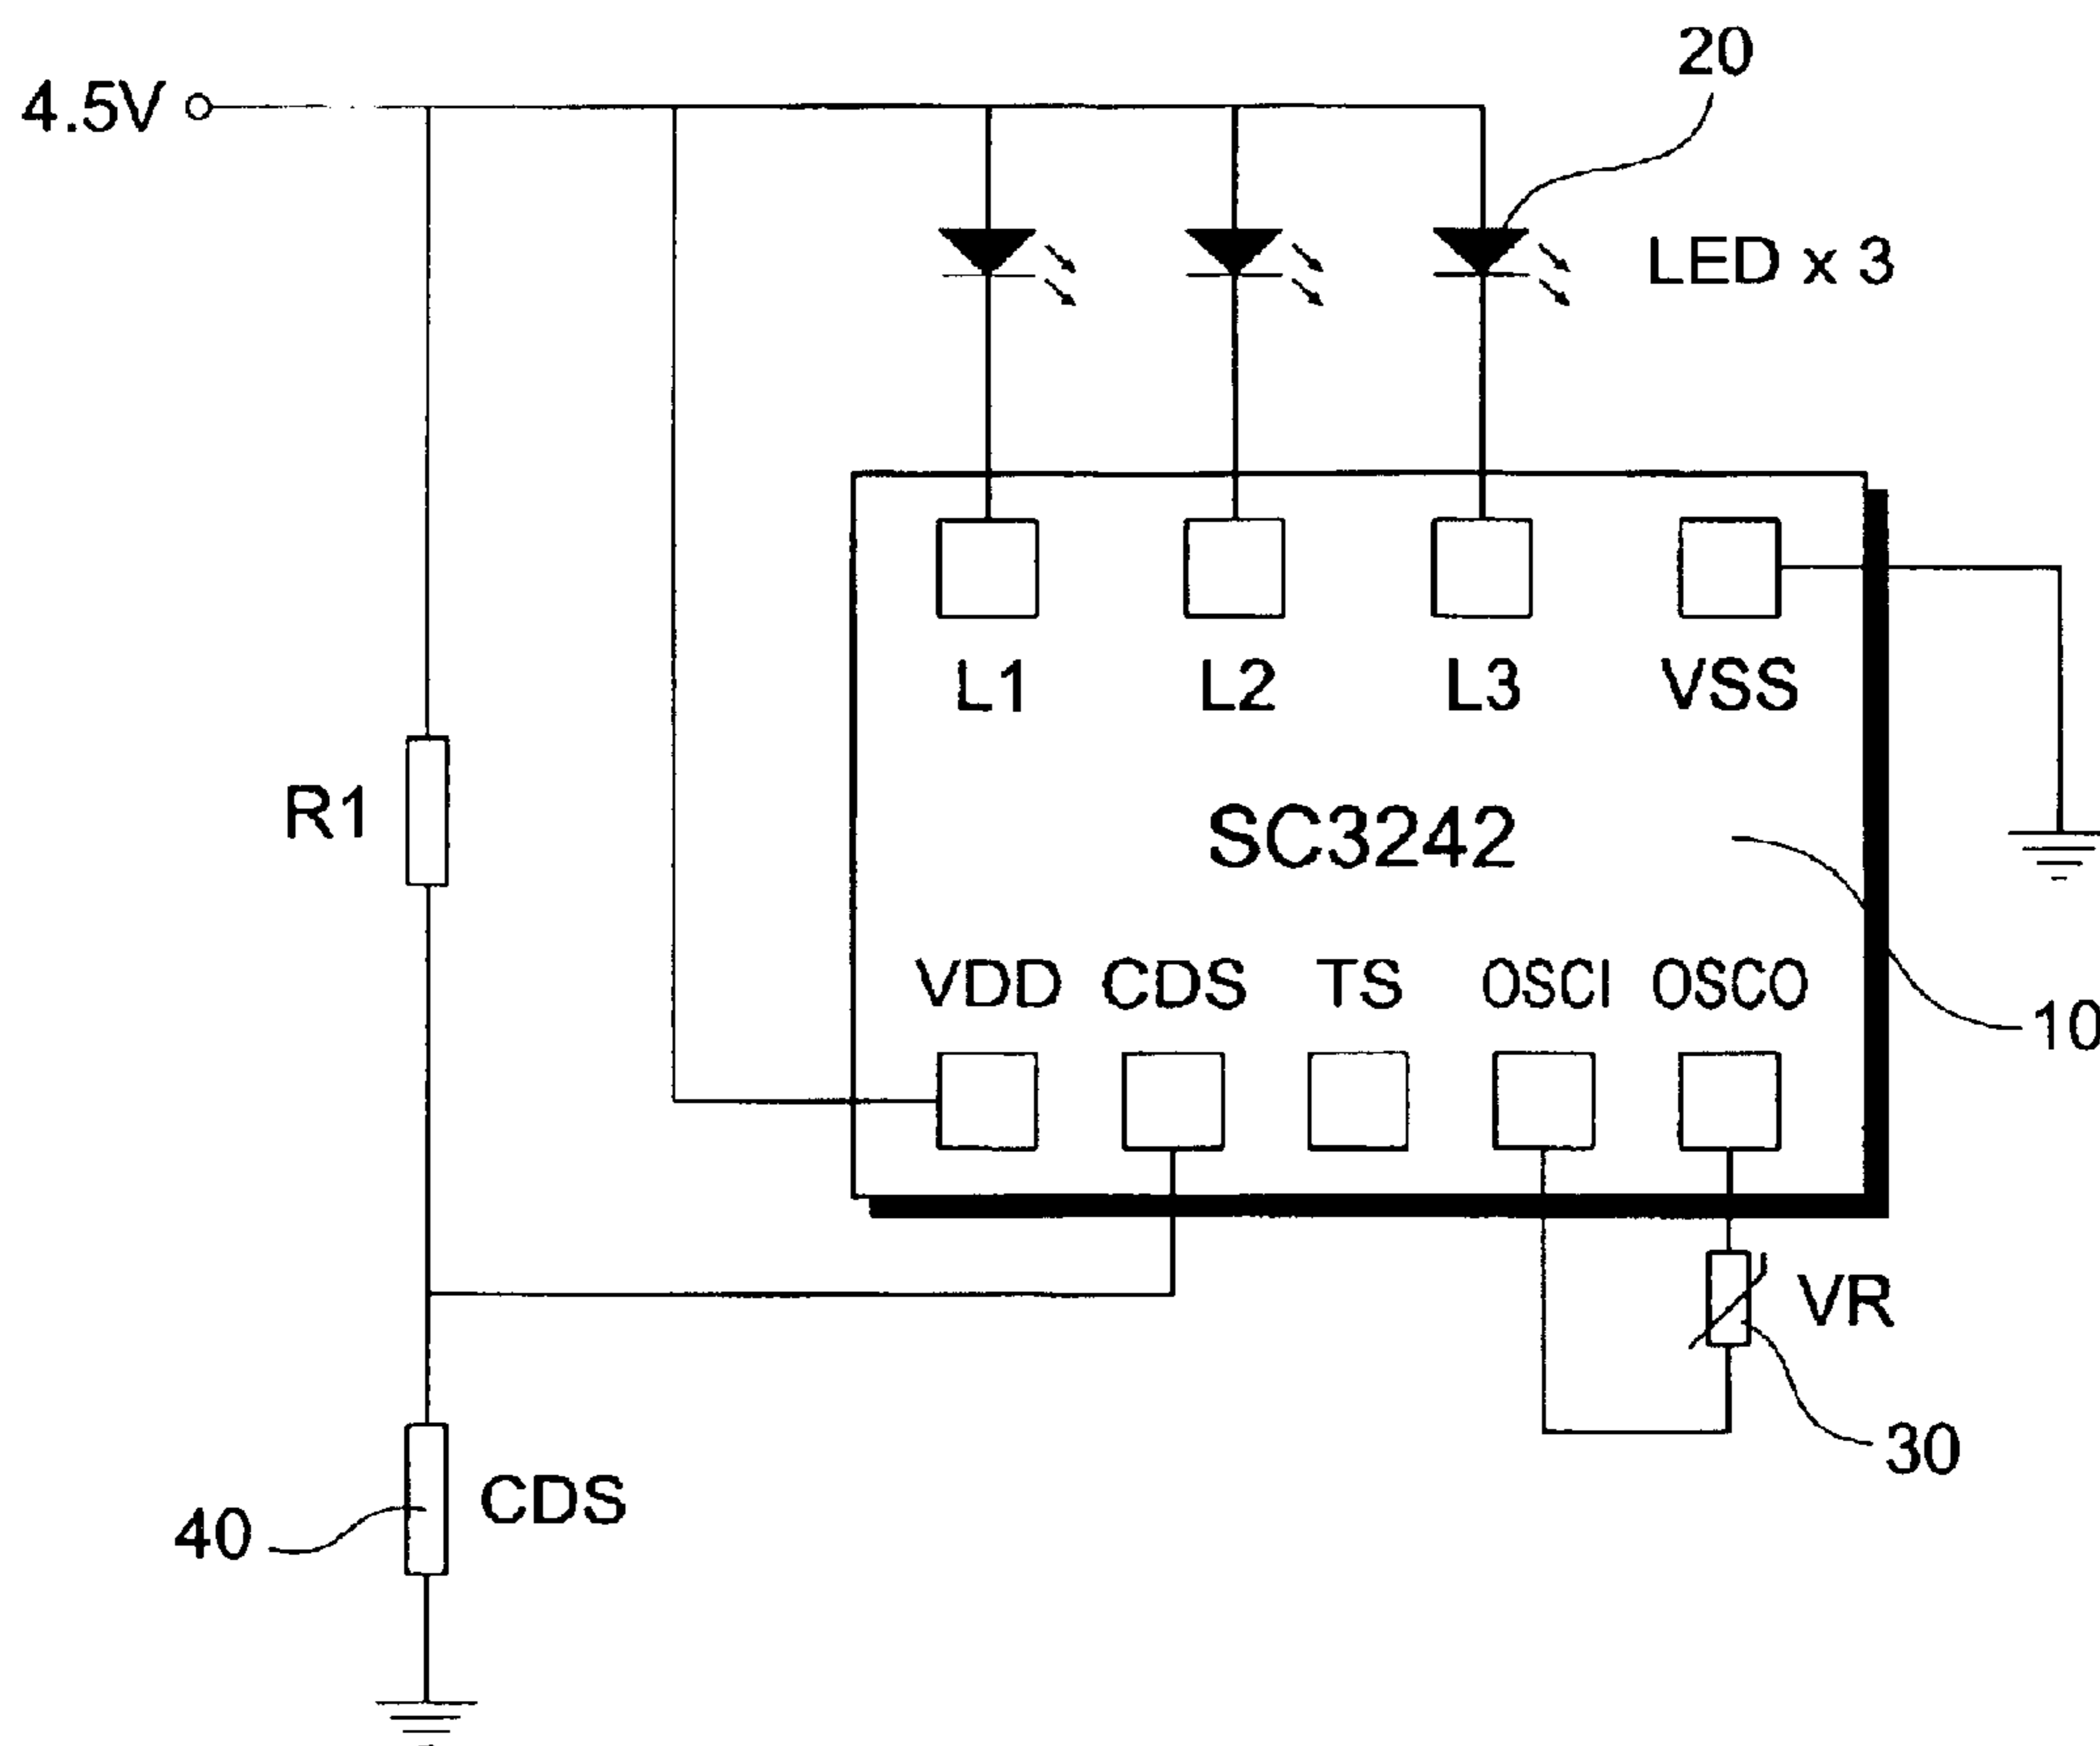 20
4.5V
LED x 3
L1 L2 L3 VSS
R1
SC3242
VDD CDS TS OSCI OSCO
10
VR
30
CDS
40